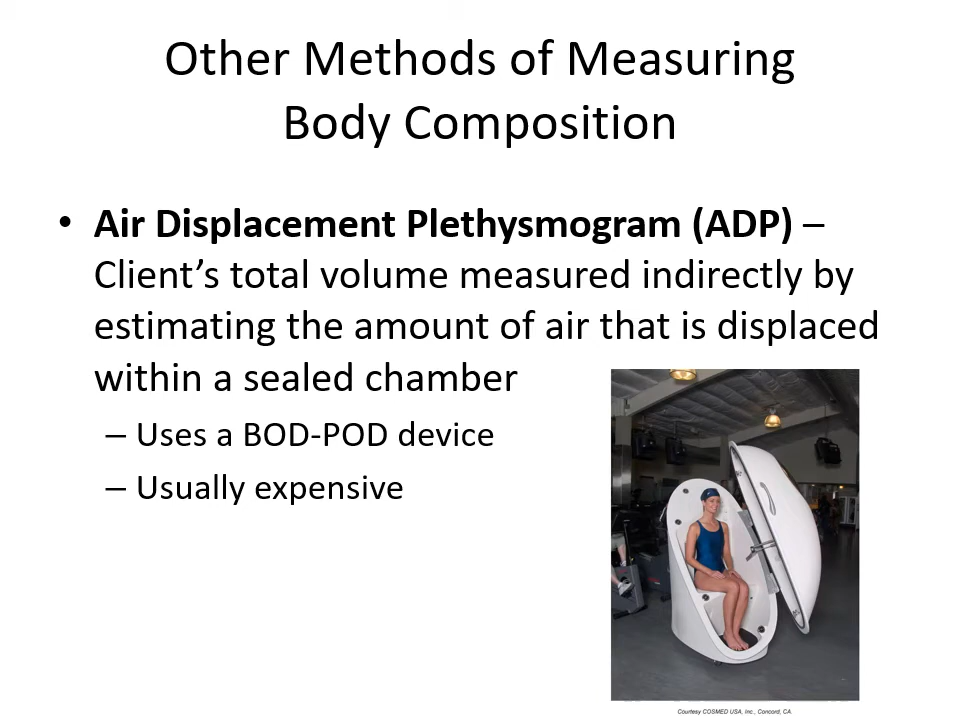 Other Methods of Measuring
Body Composition
• Air Displacement Plethysmogram (ADP) –
Client’s total volume measured indirectly by
estimating the amount of air that is displaced
within a sealed chamber
– Uses a BOD-POD device
– Usually expensive
Courtesy COSMED USA, Inc., Concord, CA.